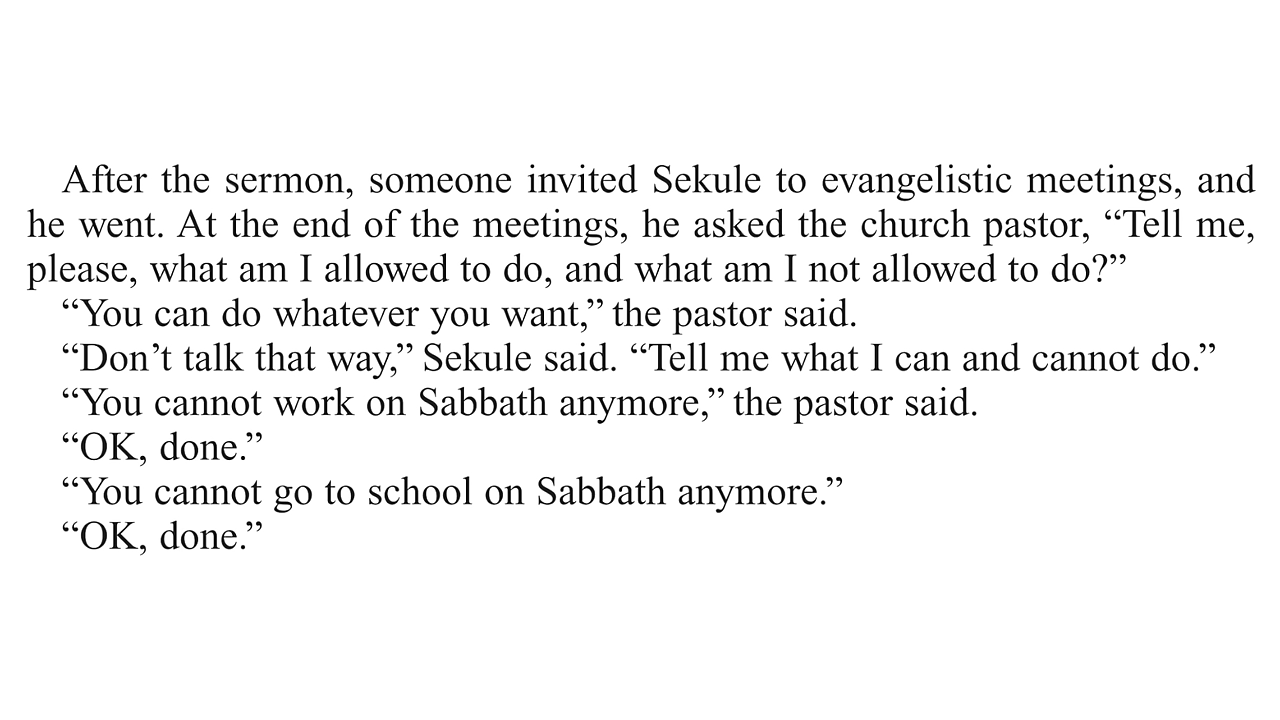 After the sermon, someone invited Sekule to evangelistic meetings, and
he went. At the end of the meetings, he asked the church pastor, “Tell me,
please, what am I allowed to do, and what am I not allowed to do?”
“You can do whatever you want,” the pastor said.
“Don’t talk that way,” Sekule said. “Tell me what I can and cannot do.”
“You cannot work on Sabbath anymore,” the pastor said.
“OK, done.”
“You cannot go to school on Sabbath anymore.”
“OK, done.”